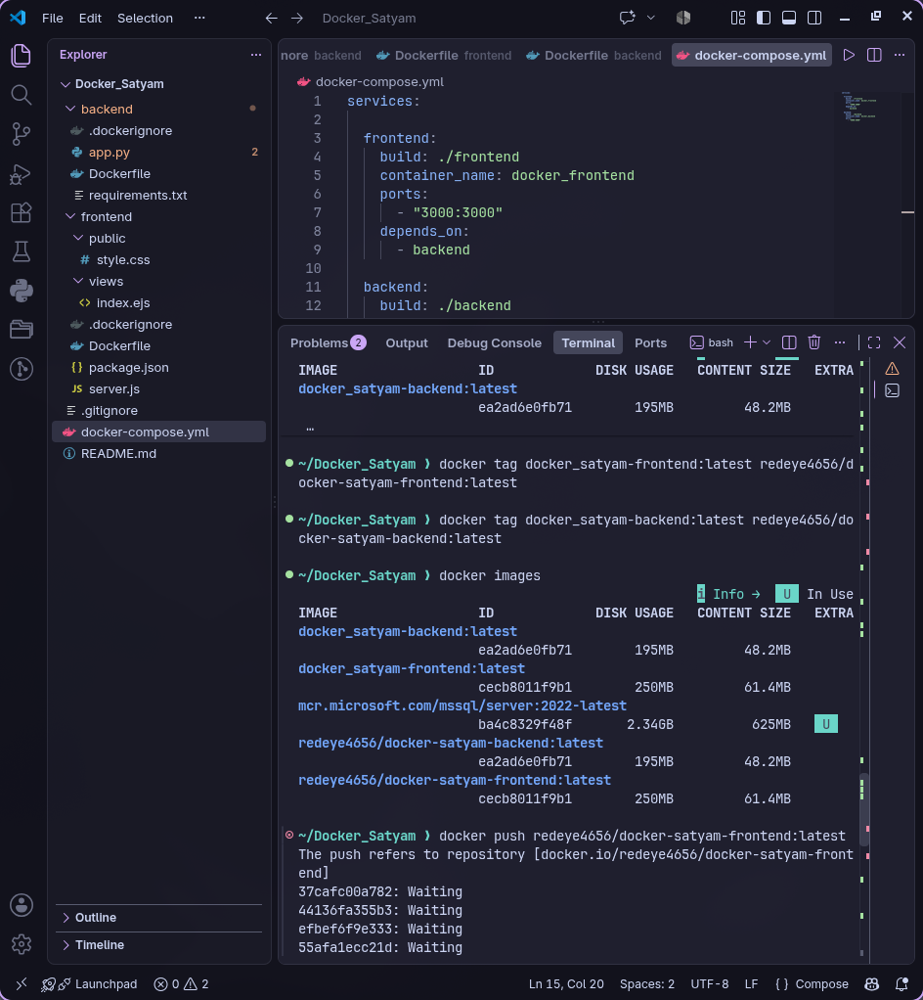 File Edit Selection ··· Docker_Satyam
Explorer ···
Docker_Satyam
backend
.dockerignore
app.py 2
Dockerfile
requirements.txt
frontend
public
# style.css
views
<> index.ejs
.dockerignore
Dockerfile
{} package.json
JS server.js
.gitignore
docker-compose.yml
README.md
Outline
Timeline
nore backend Dockerfile frontend Dockerfile backend docker-compose.yml ···
docker-compose.yml
1 services:
2
3 frontend:
4 build: ./frontend
5 container_name: docker_frontend
6 ports:
7 - "3000:3000"
8 depends_on:
9 - backend
10
11 backend:
12 build: ./backend
Problems 2 Output Debug Console Terminal Ports bash ···
IMAGE ID DISK USAGE CONTENT SIZE EXTRA
docker_satyam-backend:latest
ea2ad6e0fb71 195MB 48.2MB
…
~/Docker_Satyam ❯ docker tag docker_satyam-frontend:latest redeye4656/d
ocker-satyam-frontend:latest
~/Docker_Satyam ❯ docker tag docker_satyam-backend:latest redeye4656/do
cker-satyam-backend:latest
~/Docker_Satyam ❯ docker images
i Info → U In Use
IMAGE ID DISK USAGE CONTENT SIZE EXTRA
docker_satyam-backend:latest
ea2ad6e0fb71 195MB 48.2MB
docker_satyam-frontend:latest
cecb8011f9b1 250MB 61.4MB
mcr.microsoft.com/mssql/server:2022-latest
ba4c8329f48f 2.34GB 625MB U
redeye4656/docker-satyam-backend:latest
ea2ad6e0fb71 195MB 48.2MB
redeye4656/docker-satyam-frontend:latest
cecb8011f9b1 250MB 61.4MB
~/Docker_Satyam ❯ docker push redeye4656/docker-satyam-frontend:latest
The push refers to repository [docker.io/redeye4656/docker-satyam-front
end]
37cafc00a782: Waiting
44136fa355b3: Waiting
efbef6f9e333: Waiting
55afa1ecc21d: Waiting
Launchpad 0 2 Ln 15, Col 20 Spaces: 2 UTF-8 LF {} Compose